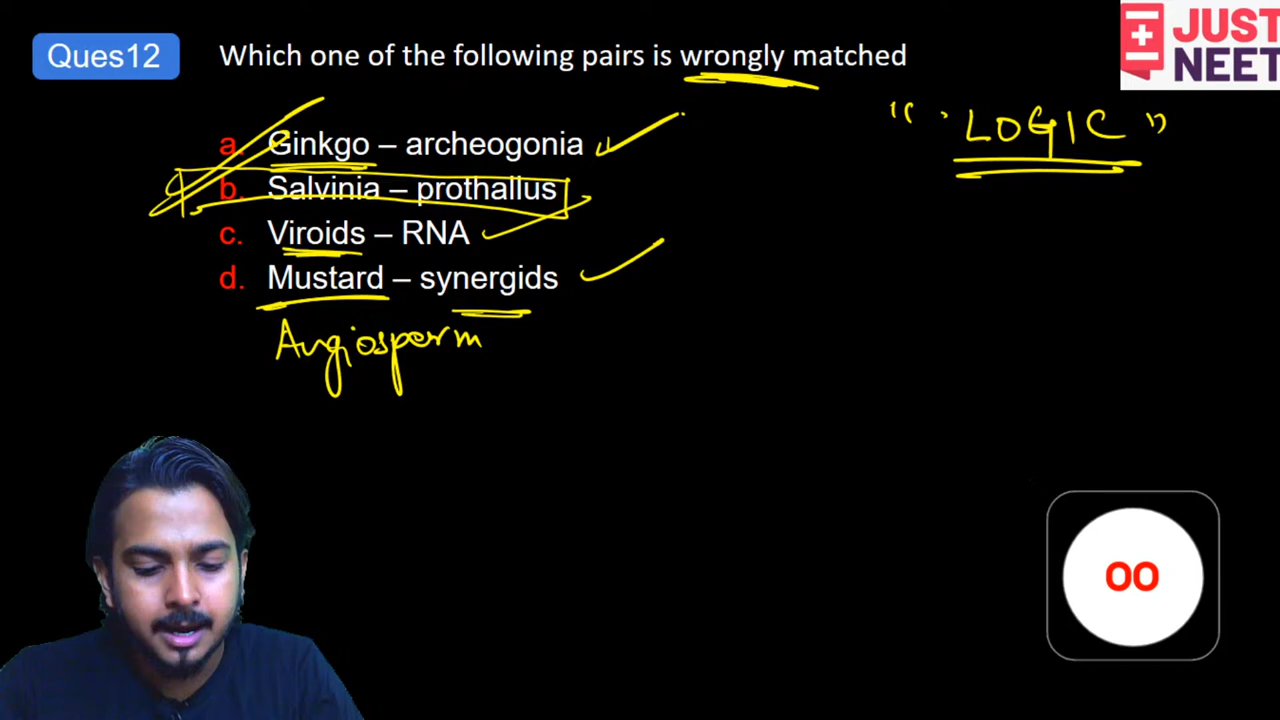 Ques12 Which one of the following pairs is wrongly matched
JUST
NEET
a. Ginkgo – archeogonia
b. Salvinia – prothallus
c. Viroids – RNA
d. Mustard – synergids
Angiosperm
" LOGIC "
00